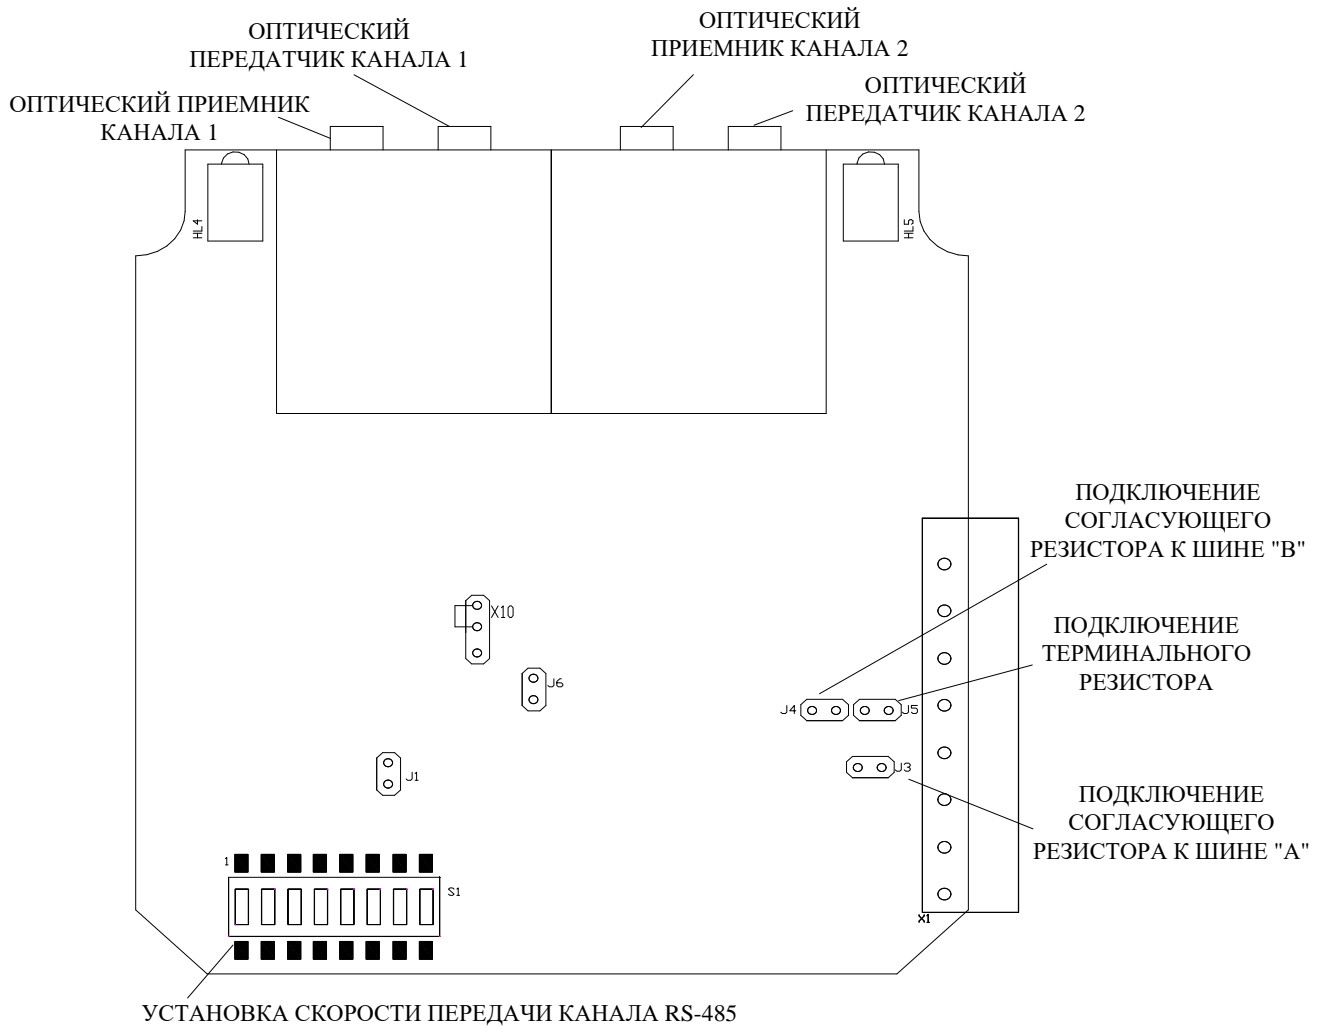 ОПТИЧЕСКИЙ
ПЕРЕДАТЧИК КАНАЛА 1
ОПТИЧЕСКИЙ
ПРИЕМНИК КАНАЛА 2
ОПТИЧЕСКИЙ ПРИЕМНИК
КАНАЛА 1
ОПТИЧЕСКИЙ
ПЕРЕДАТЧИК КАНАЛА 2
HL4
HL5
ПОДКЛЮЧЕНИЕ
СОГЛАСУЮЩЕГО
РЕЗИСТОРА К ШИНЕ "В"
X10
J6
ПОДКЛЮЧЕНИЕ
ТЕРМИНАЛЬНОГО
РЕЗИСТОРА
J4
J5
J3
J1
ПОДКЛЮЧЕНИЕ
СОГЛАСУЮЩЕГО
РЕЗИСТОРА К ШИНЕ "А"
1
S1
X1
УСТАНОВКА СКОРОСТИ ПЕРЕДАЧИ КАНАЛА RS-485